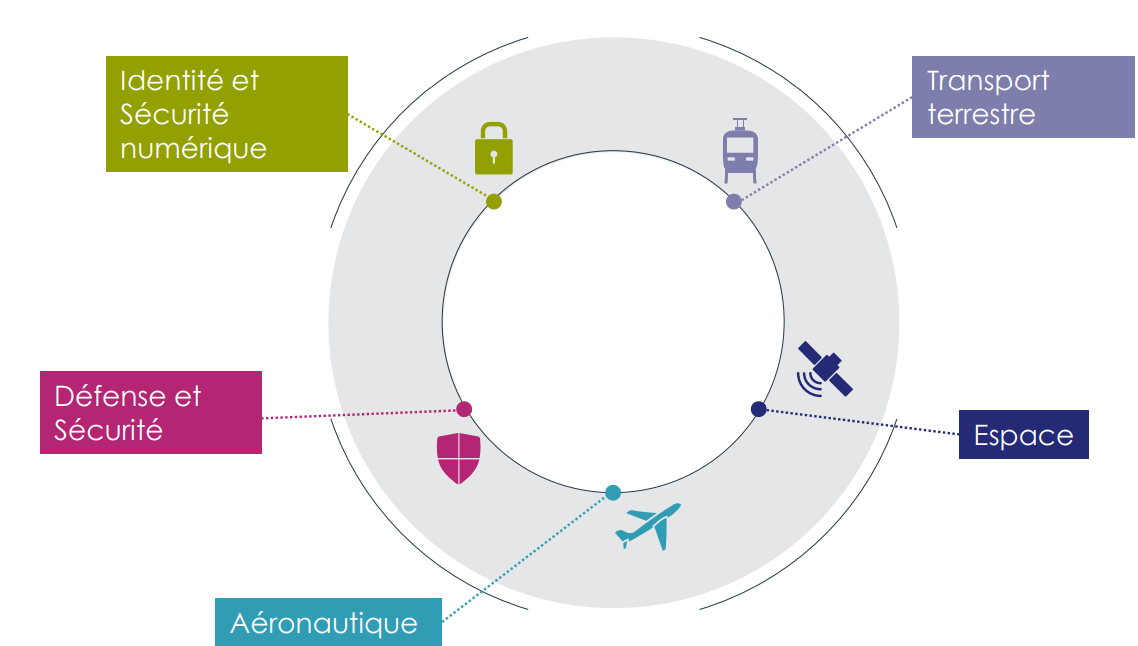 Identité et
Sécurité
numérique
Transport
terrestre
Défense et
Sécurité
Espace
Aéronautique